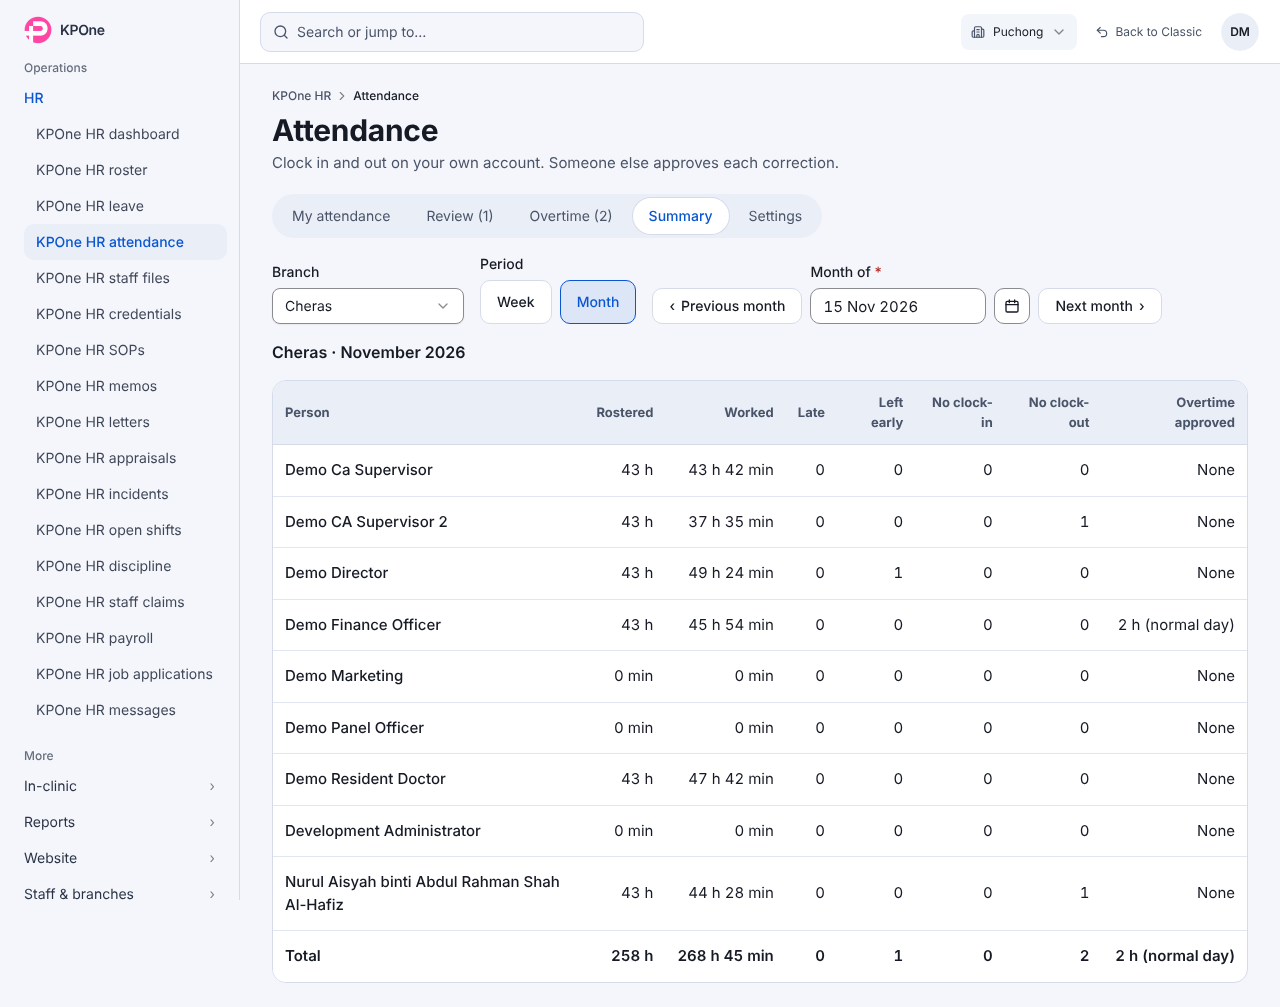 KPOne
Search or jump to...
Puchong
Back to Classic
DM
Operations
HR
KPOne HR dashboard
KPOne HR roster
KPOne HR leave
KPOne HR attendance
KPOne HR staff files
KPOne HR credentials
KPOne HR SOPs
KPOne HR memos
KPOne HR letters
KPOne HR appraisals
KPOne HR incidents
KPOne HR open shifts
KPOne HR discipline
KPOne HR staff claims
KPOne HR payroll
KPOne HR job applications
KPOne HR messages
More
In-clinic ›
Reports ›
Website ›
Staff & branches ›
KPOne HR › Attendance
Attendance
Clock in and out on your own account. Someone else approves each correction.
My attendance Review (1) Overtime (2) Summary Settings
Branch Period Month of *
Cheras Week Month ‹ Previous month 15 Nov 2026 Next month ›
Cheras · November 2026
Person Rostered Worked Late Left early No clock-in No clock-out Overtime approved
Demo Ca Supervisor 43 h 43 h 42 min 0 0 0 0 None
Demo CA Supervisor 2 43 h 37 h 35 min 0 0 0 1 None
Demo Director 43 h 49 h 24 min 0 1 0 0 None
Demo Finance Officer 43 h 45 h 54 min 0 0 0 0 2 h (normal day)
Demo Marketing 0 min 0 min 0 0 0 0 None
Demo Panel Officer 0 min 0 min 0 0 0 0 None
Demo Resident Doctor 43 h 47 h 42 min 0 0 0 0 None
Development Administrator 0 min 0 min 0 0 0 0 None
Nurul Aisyah binti Abdul Rahman Shah
Al-Hafiz 43 h 44 h 28 min 0 0 0 1 None
Total 258 h 268 h 45 min 0 1 0 2 2 h (normal day)